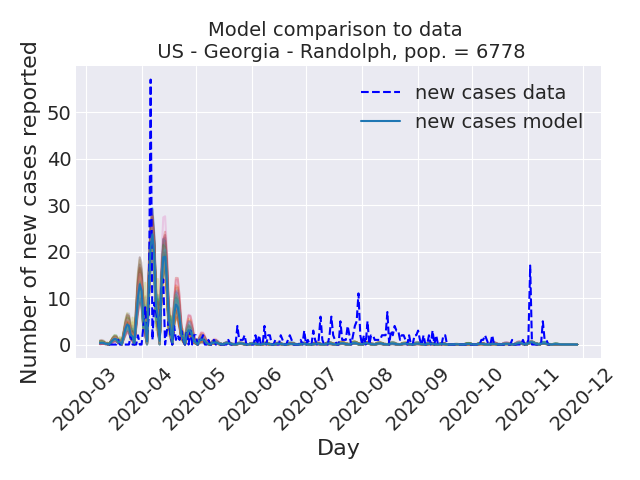 Model comparison to data
US - Georgia - Randolph, pop. = 6778
Number of new cases reported
50
40
30
20
10
0
new cases data
new cases model
2020-03
2020-04
2020-05
2020-06
2020-07
2020-08
2020-09
2020-10
2020-11
2020-12
Day